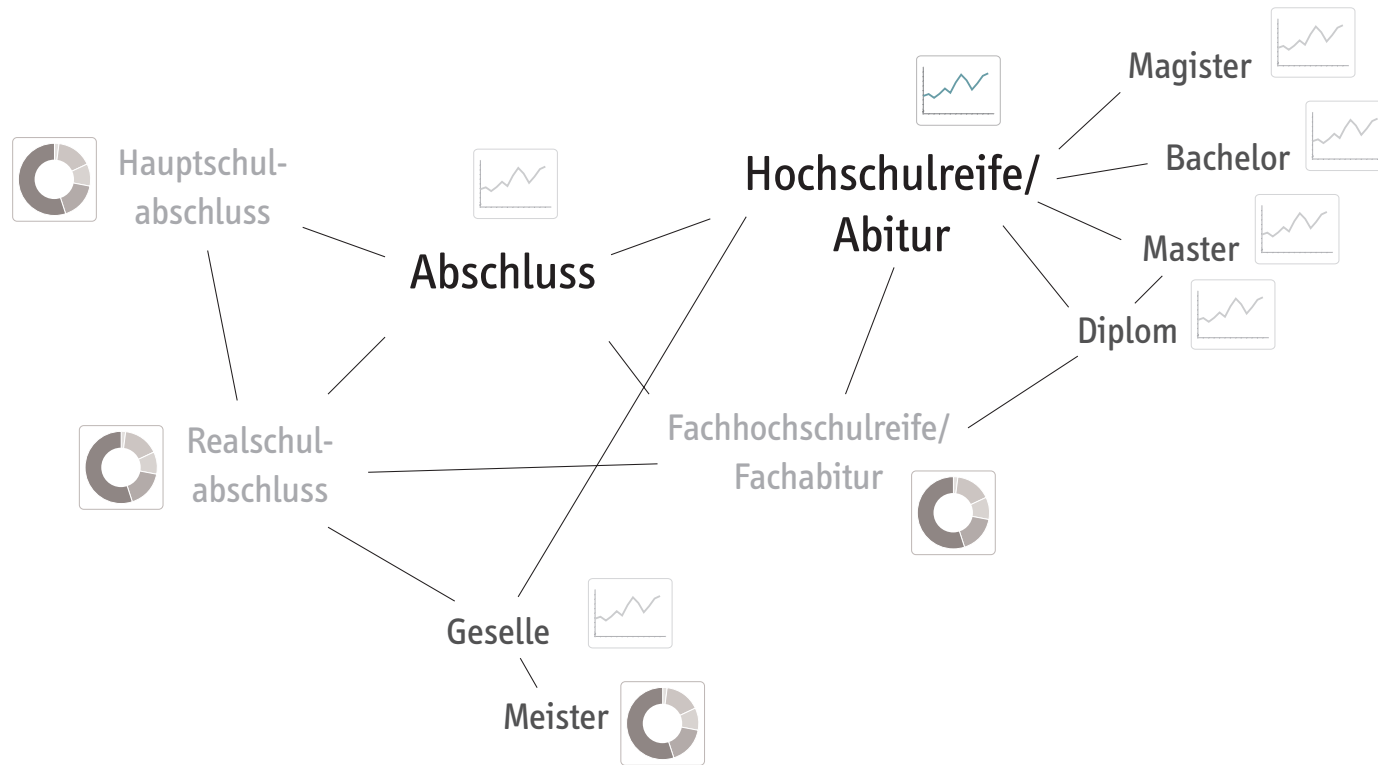 Magister
Bachelor
Hauptschul-
abschluss
Hochschulreife/
Abitur
Abschluss
Master
Diplom
Realschul-
abschluss
Fachhochschulreife/
Fachabitur
Geselle
Meister